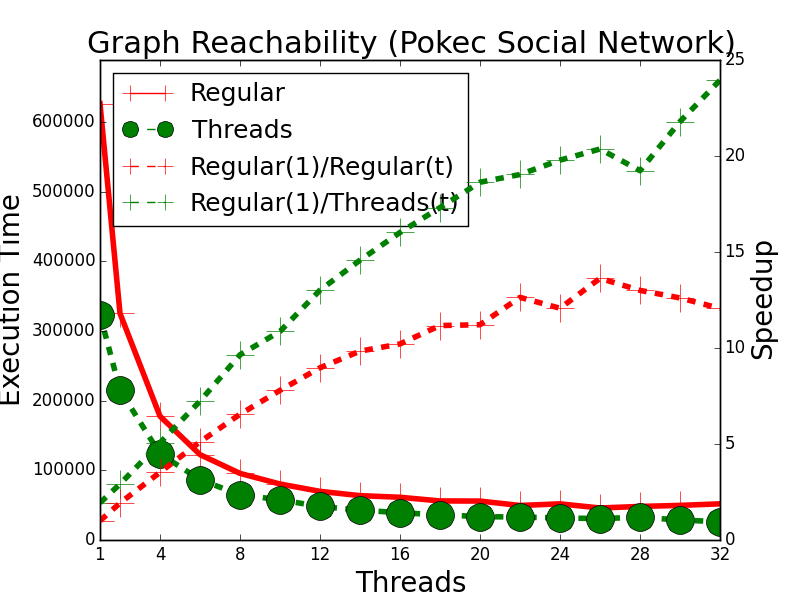 Graph Reachability (Pokec Social Network)
Regular
Threads
Regular(1)/Regular(t)
Regular(1)/Threads(t)
Execution Time
600000
500000
400000
300000
200000
100000
0
25
20
15
10
5
0
Speedup
1 4 8 12 16 20 24 28 32
Threads